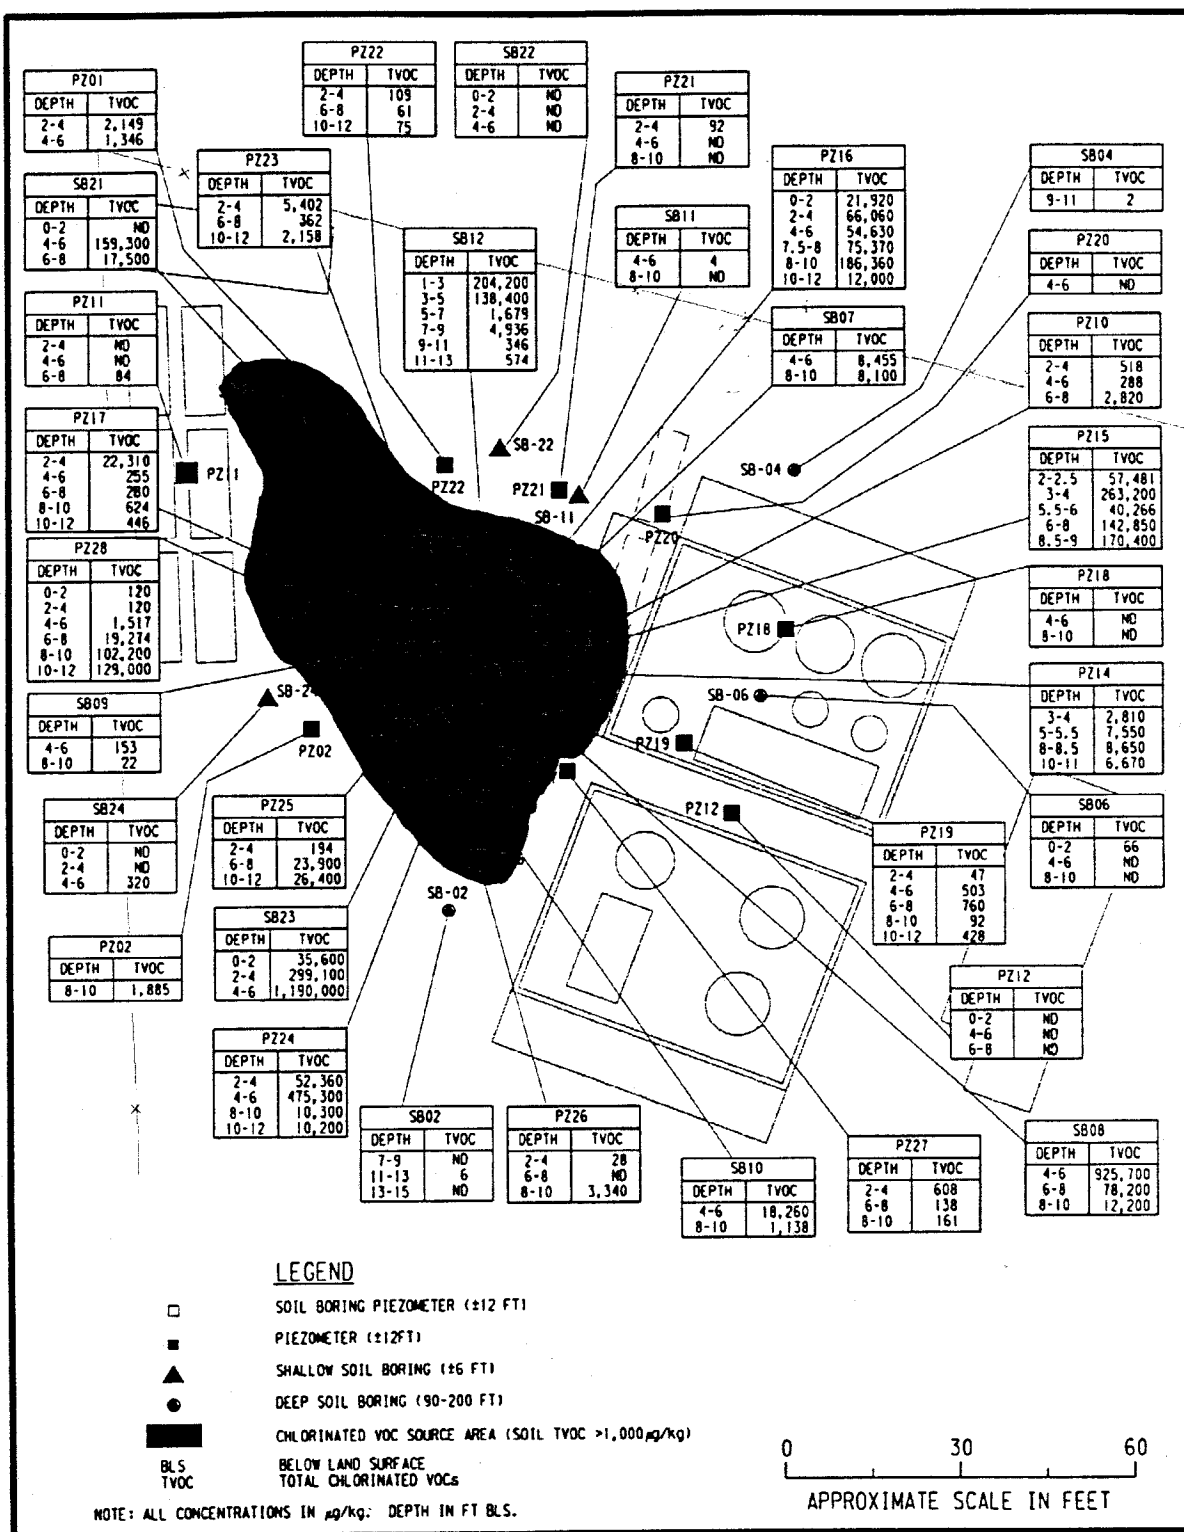 PZ01
DEPTH TVOC
2-4 2,149
4-6 1,346
PZ22
DEPTH TVOC
2-4 109
6-8 61
10-12 75
SB22
DEPTH TVOC
0-2 ND
2-4 ND
4-6 ND
PZ21
DEPTH TVOC
2-4 92
4-6 ND
8-10 ND
PZ23
DEPTH TVOC
2-4 5,402
6-8 362
10-12 2,158
PZ16
DEPTH TVOC
0-2 21,920
2-4 66,060
4-6 54,630
7.5-8 75,370
8-10 186,360
10-12 12,000
SB04
DEPTH TVOC
9-11 2
SB21
DEPTH TVOC
0-2 ND
4-6 159,300
6-8 17,500
SB12
DEPTH TVOC
1-3 204,200
3-5 138,400
5-7 1,679
7-9 4,936
9-11 346
11-13 574
SB11
DEPTH TVOC
4-6 4
8-10 ND
PZ20
DEPTH TVOC
4-6 ND
PZ11
DEPTH TVOC
2-4 ND
4-6 ND
6-8 84
SB07
DEPTH TVOC
4-6 8,455
8-10 8,100
PZ10
DEPTH TVOC
2-4 518
4-6 288
6-8 2,820
PZ17
DEPTH TVOC
2-4 22,310
4-6 255
6-8 280
8-10 624
10-12 446
PZ15
DEPTH TVOC
2-2.5 57,481
3-4 263,200
5.5-6 40,266
6-8 142,850
8.5-9 170,400
PZ11
PZ22
SB-22
PZ21
SB-11
PZ20
SB-04
PZ28
DEPTH TVOC
0-2 120
2-4 120
4-6 1,517
6-8 19,274
8-10 102,200
10-12 129,000
PZ18
DEPTH TVOC
4-6 ND
8-10 ND
PZ18
SB-06
SB-24
PZ02
PZ19
PZ12
SB-02
SB09
DEPTH TVOC
4-6 153
8-10 22
PZ14
DEPTH TVOC
3-4 2,810
5-5.5 7,550
8-8.5 8,650
10-11 6,670
SB24
DEPTH TVOC
0-2 ND
2-4 ND
4-6 320
PZ25
DEPTH TVOC
2-4 194
6-8 23,900
10-12 26,400
PZ19
DEPTH TVOC
2-4 47
4-6 503
6-8 760
8-10 92
10-12 428
SB06
DEPTH TVOC
0-2 66
4-6 ND
8-10 ND
PZ02
DEPTH TVOC
8-10 1,885
SB23
DEPTH TVOC
0-2 35,600
2-4 299,100
4-6 1,190,000
PZ12
DEPTH TVOC
0-2 ND
4-6 ND
6-8 ND
PZ24
DEPTH TVOC
2-4 52,360
4-6 475,300
8-10 10,300
10-12 10,200
SB02
DEPTH TVOC
7-9 ND
11-13 6
13-15 ND
PZ26
DEPTH TVOC
2-4 28
6-8 ND
8-10 3,340
SB10
DEPTH TVOC
4-6 18,260
8-10 1,138
PZ27
DEPTH TVOC
2-4 608
6-8 138
8-10 161
SB08
DEPTH TVOC
4-6 925,700
6-8 78,200
8-10 12,200
LEGEND
SOIL BORING PIEZOMETER (±12 FT)
PIEZOMETER (±12FT)
SHALLOW SOIL BORING (±6 FT)
DEEP SOIL BORING (90-200 FT)
CHLORINATED VOC SOURCE AREA (SOIL TVOC >1,000µg/kg)
BLS BELOW LAND SURFACE
TVOC TOTAL CHLORINATED VOCs
NOTE: ALL CONCENTRATIONS IN µg/kg. DEPTH IN FT BLS.
0 30 60
APPROXIMATE SCALE IN FEET